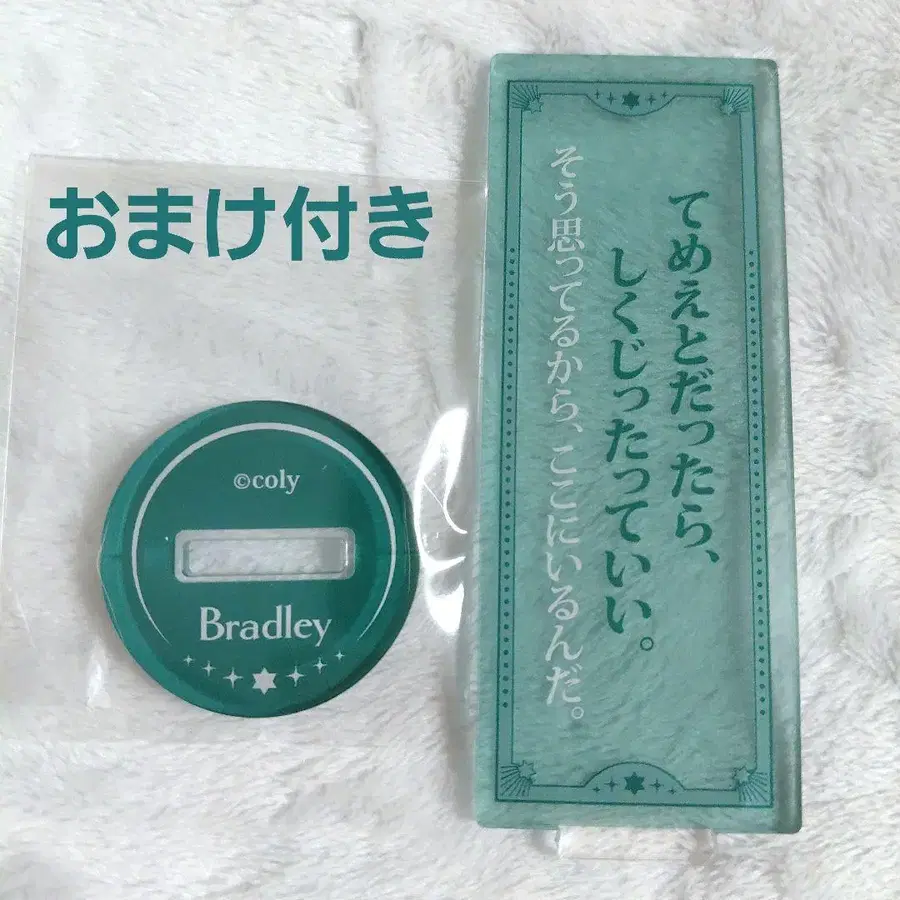 おまけ付き
©coly
Bradley
てめえとだったら、
しくじったっていい。
そう思ってるから、ここにいるんだ。